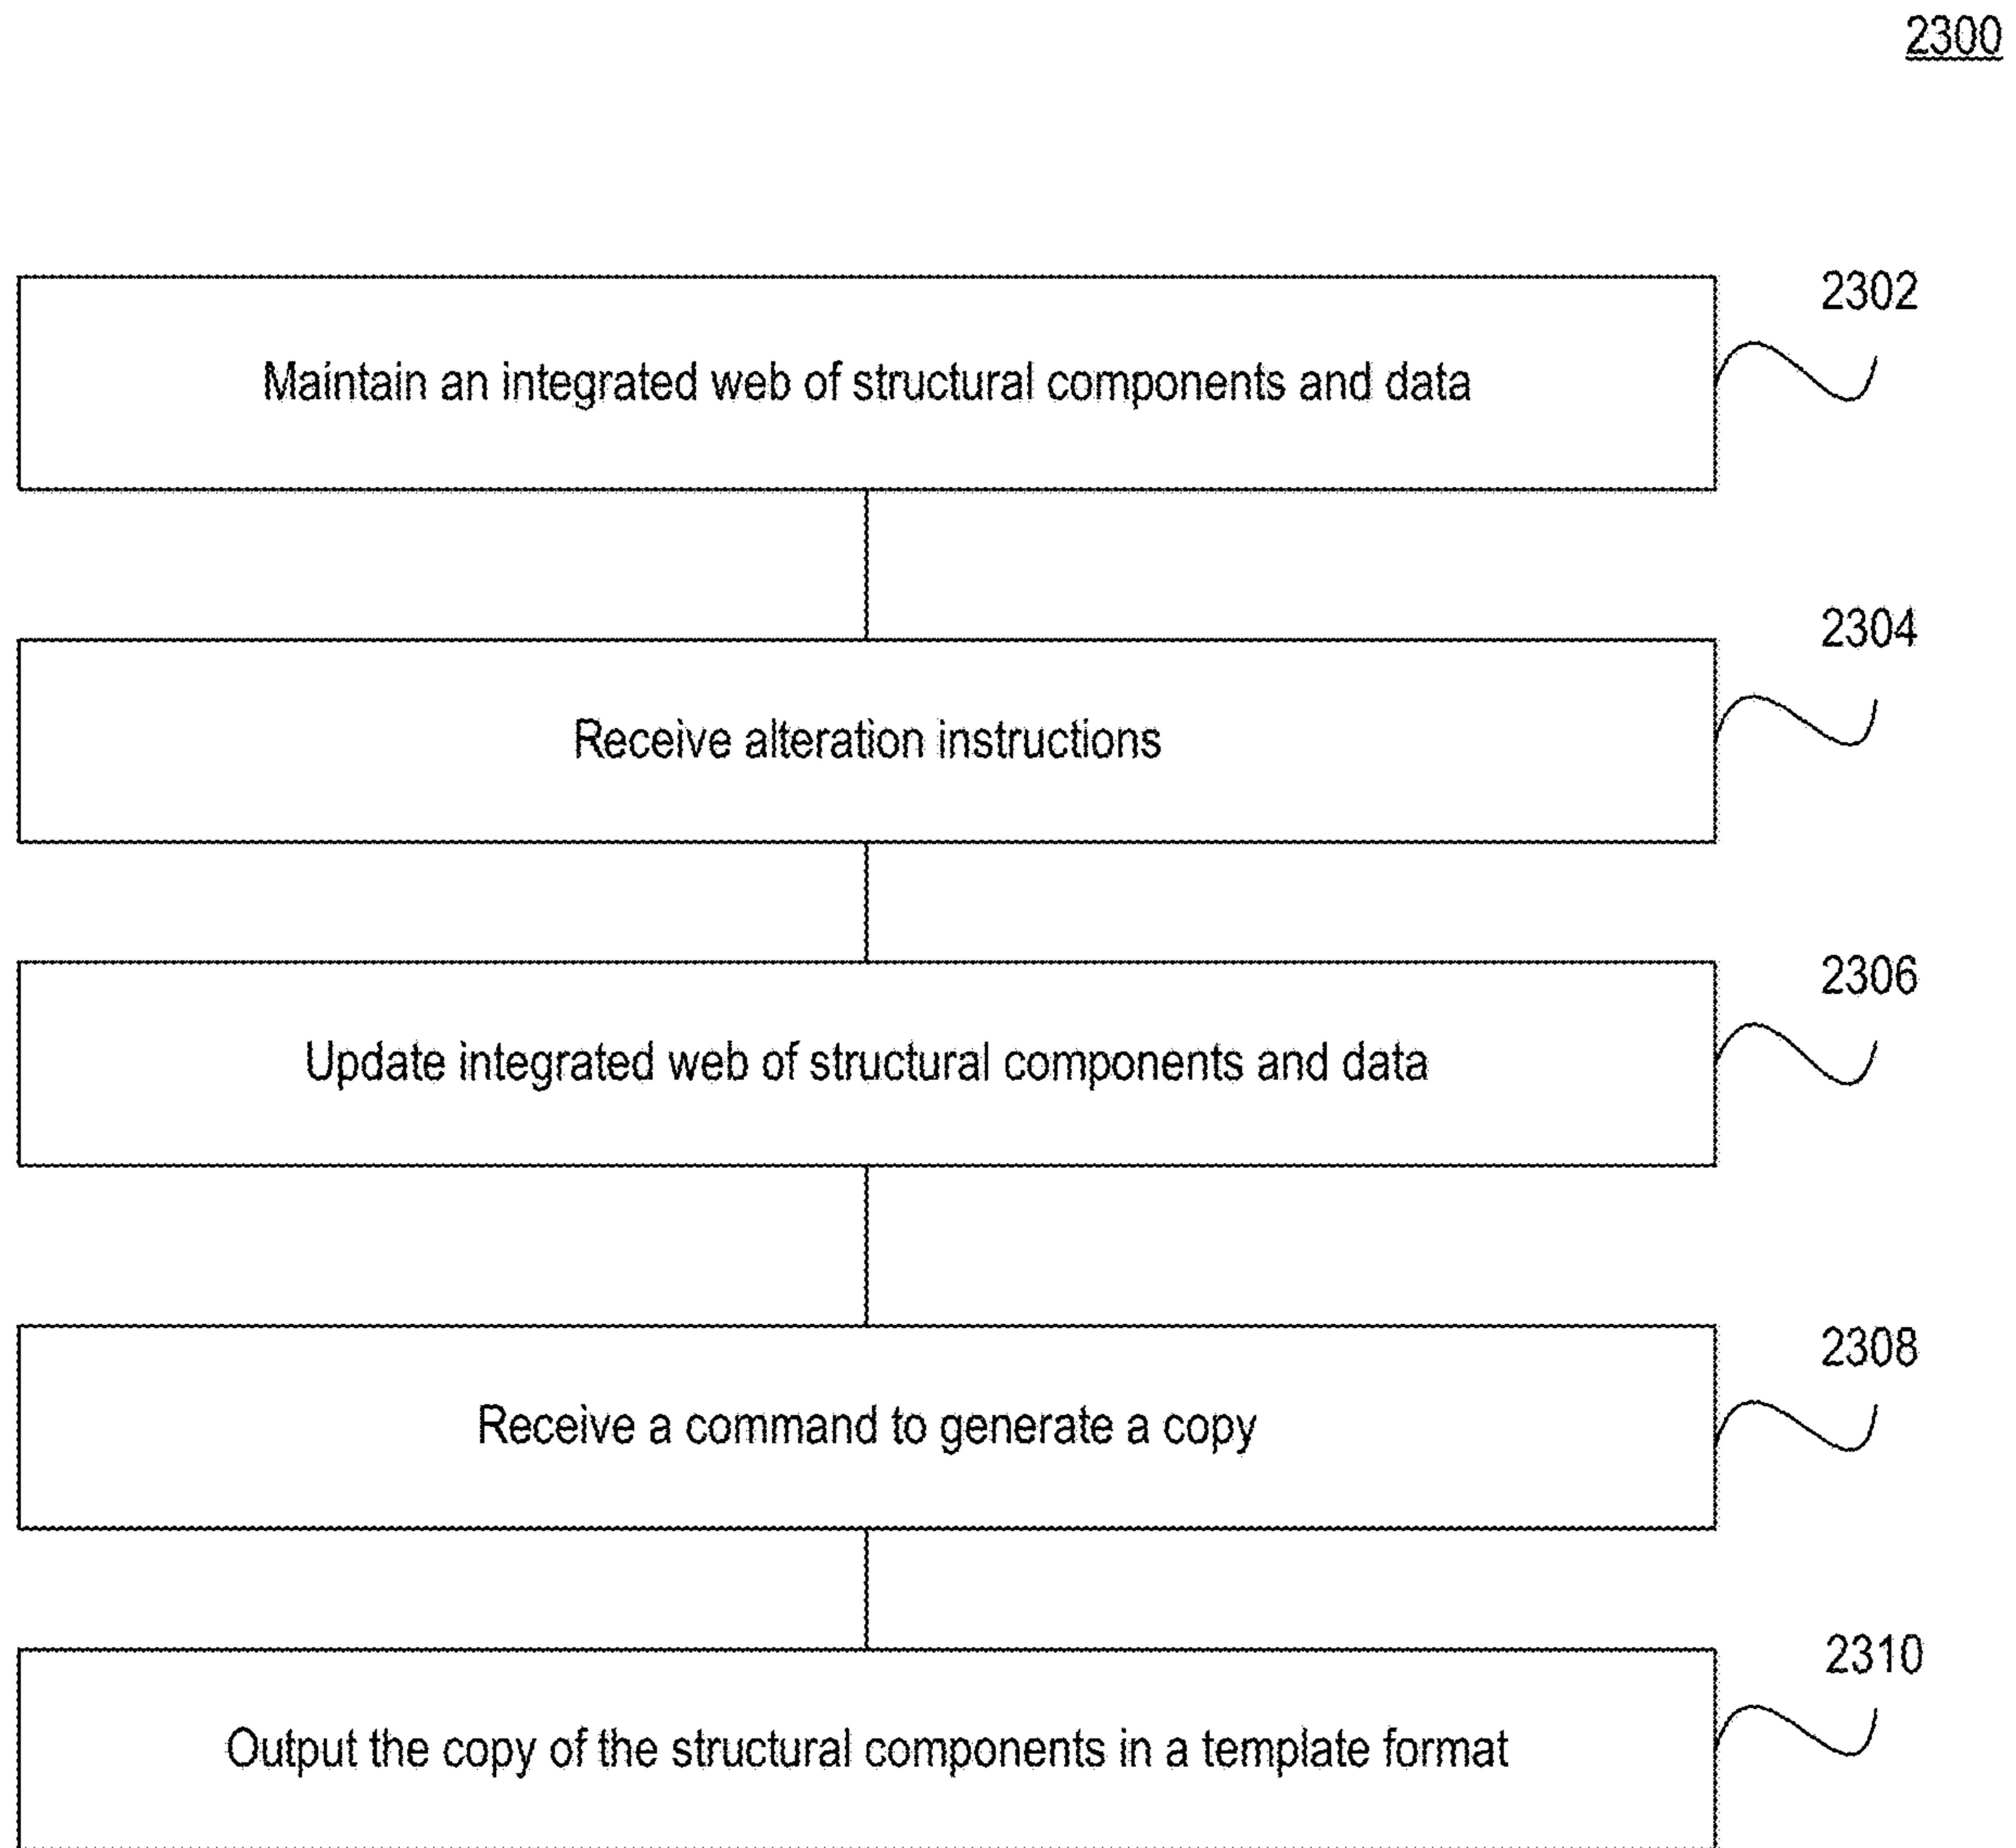 2300
2302
Maintain an integrated web of structural components and data
2304
Receive alteration instructions
2306
Update integrated web of structural components and data
2308
Receive a command to generate a copy
2310
Output the copy of the structural components in a template format